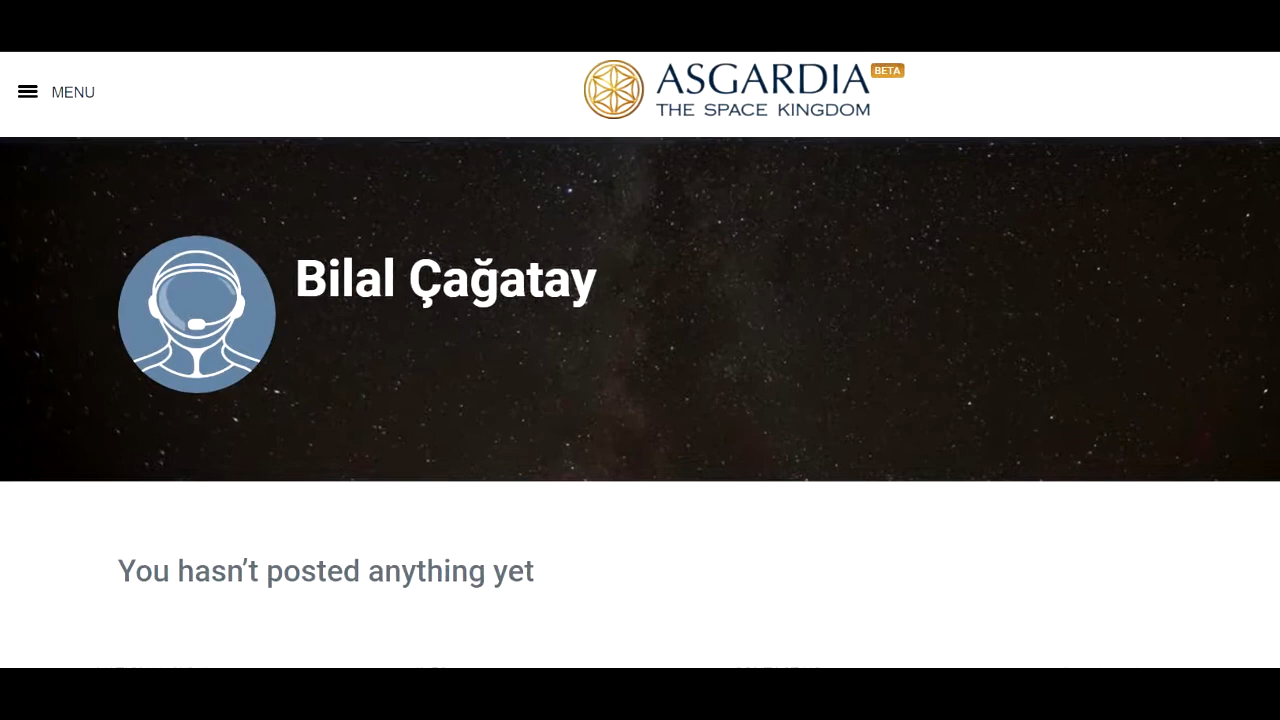 MENU
ASGARDIA BETA
THE SPACE KINGDOM
Bilal Çağatay
You hasn’t posted anything yet